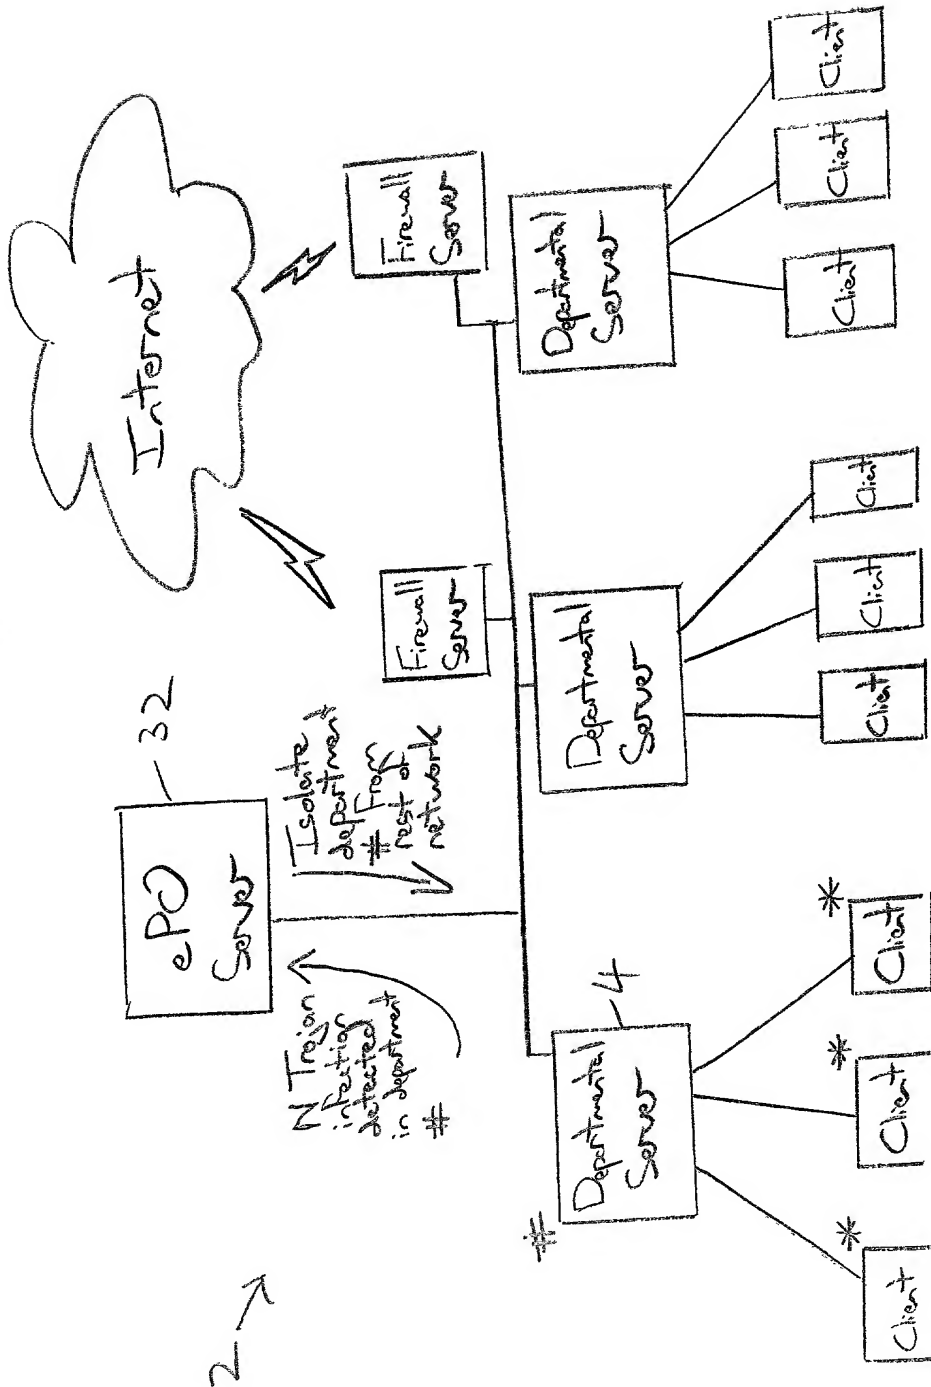 2
ePO
Server
32
Internet
N Trojan
infection
detected
in department
#
Isolate
department
# from
rest of
network
Firewall
Server
Firewall
Server
#
Departmental
Server
4
Departmental
Server
Departmental
Server
*
Client
*
Client
*
Client
Client
Client
Client
Client
Client
Client